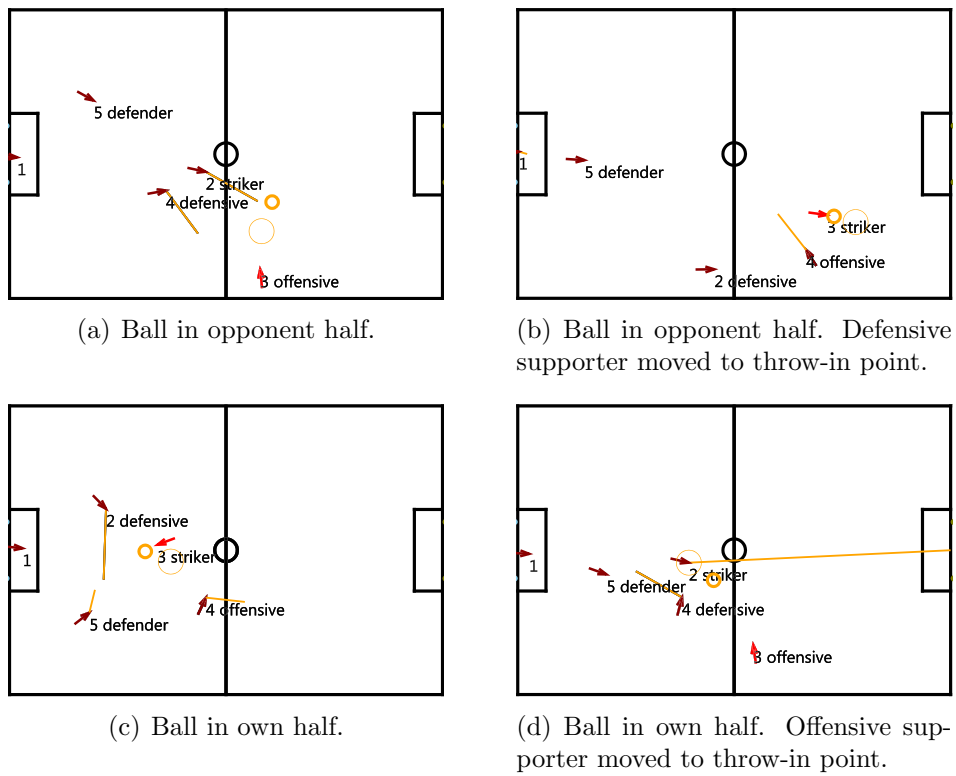 5 defender
1
2 striker
4 defensive
3 offensive
(a) Ball in opponent half.
1
5 defender
3 striker
4 offensive
2 defensive
(b) Ball in opponent half. Defensive
supporter moved to throw-in point.
2 defensive
1
3 striker
4 offensive
5 defender
(c) Ball in own half.
1
2 striker
5 defender
4 defensive
3 offensive
(d) Ball in own half. Offensive sup-
porter moved to throw-in point.